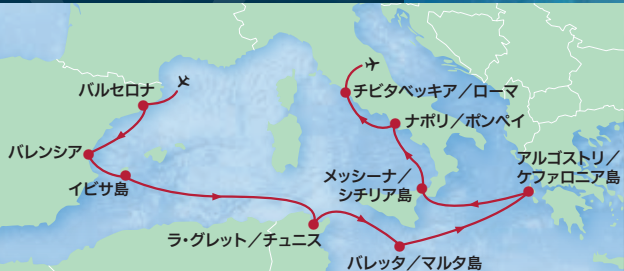 バルセロナ
バレンシア
イビサ島
ラ・グレット／チュニス
バレッタ／マルタ島
アルゴストリ／
ケファロニア島
メッシーナ／
シチリア島
ナポリ／ポンペイ
チビタベッキア／ローマ